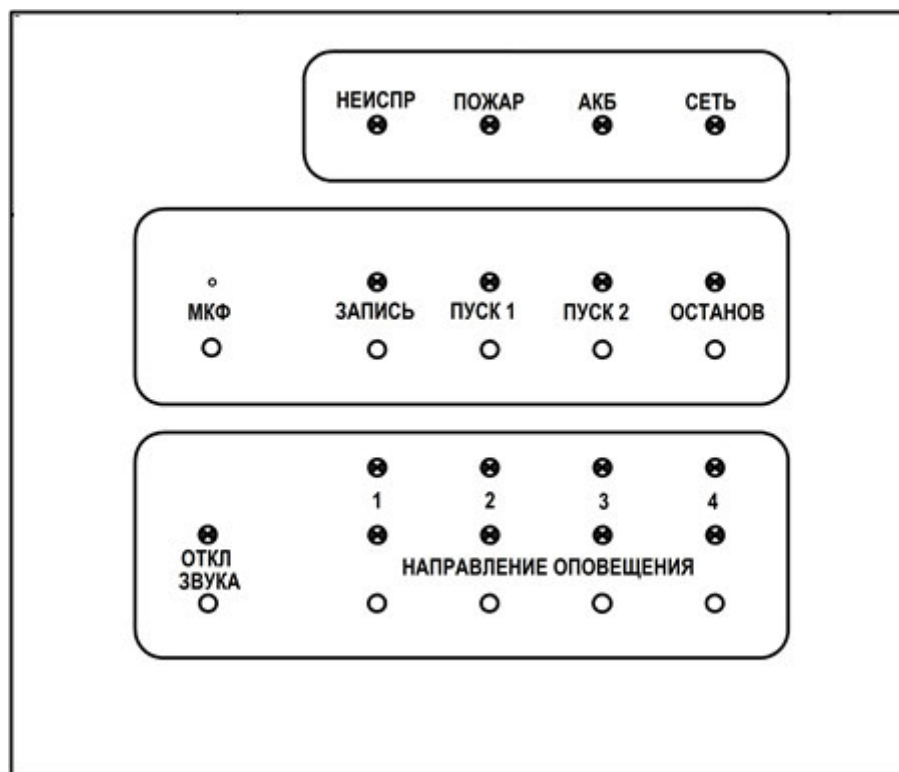 НЕИСПР ПОЖАР АКБ СЕТЬ
МКФ ЗАПИСЬ ПУСК 1 ПУСК 2 ОСТАНОВ
1 2 3 4
ОТКЛ НАПРАВЛЕНИЕ ОПОВЕЩЕНИЯ
ЗВУКА